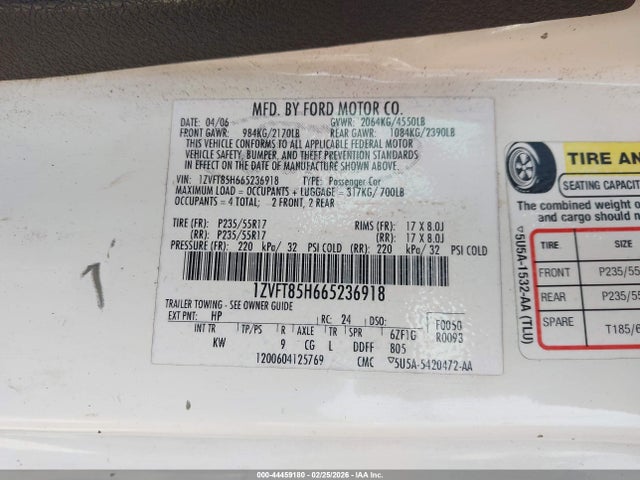 MFD. BY FORD MOTOR CO.
04/06 GVWR: 2064KG/4550LB
FRONT GAWR: 984KG/2170LB REAR GAWR: 1084KG/2390LB
THIS VEHICLE CONFORMS TO ALL APPLICABLE FEDERAL MOTOR
VEHICLE SAFETY, BUMPER, AND THEFT PREVENTION STANDARDS
IN EFFECT ON THE DATE OF MANUFACTURE SHOWN ABOVE.
VIN: 1ZVFT85H665236918 TYPE: Passenger Car
MAXIMUM LOAD = OCCUPANTS + LUGGAGE = 317KG/ 700LB
OCCUPANTS = 4 TOTAL: 2 FRONT, 2 REAR
TIRE (FR): P235/55R17 RIMS (FR): 17 X 8.0J
(RR): P235/55R17 (RR): 17 X 8.0J
PRESSURE (FR): 220 kPa/ 32 PSI COLD (RR): 220 kPa/ 32 PSI COLD
1ZVFT85H665236918
TRAILER TOWING - SEE OWNER GUIDE
EXT PNT: HP RC: 24 DSO: F0050
INT TR TP/PS R AXLE TR SPR 6ZF1G R0093
KW 9 CG L DDFF B05
1200604125769 CMC ▽5U5A-5420472-AA
1
▽5U5A-1532-AA (TLU)
TIRE AN
SEATING CAPACITY
The combined weight o
and cargo should n
TIRE SIZE
FRONT P235/55
REAR P235/5
SPARE T185/6
000-44459180 - 02/25/2026 - COPART/IAA